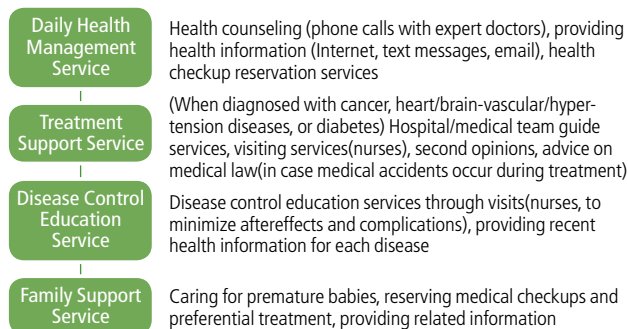 Daily Health
Management
Service
Health counseling (phone calls with expert doctors), providing
health information (Internet, text messages, email), health
checkup reservation services
Treatment
Support Service
(When diagnosed with cancer, heart/brain-vascular/hyper-
tension diseases, or diabetes) Hospital/medical team guide
services, visiting services(nurses), second opinions, advice on
medical law(in case medical accidents occur during treatment)
Disease Control
Education
Service
Disease control education services through visits(nurses, to
minimize aftereffects and complications), providing recent
health information for each disease
Family Support
Service
Caring for premature babies, reserving medical checkups and
preferential treatment, providing related information